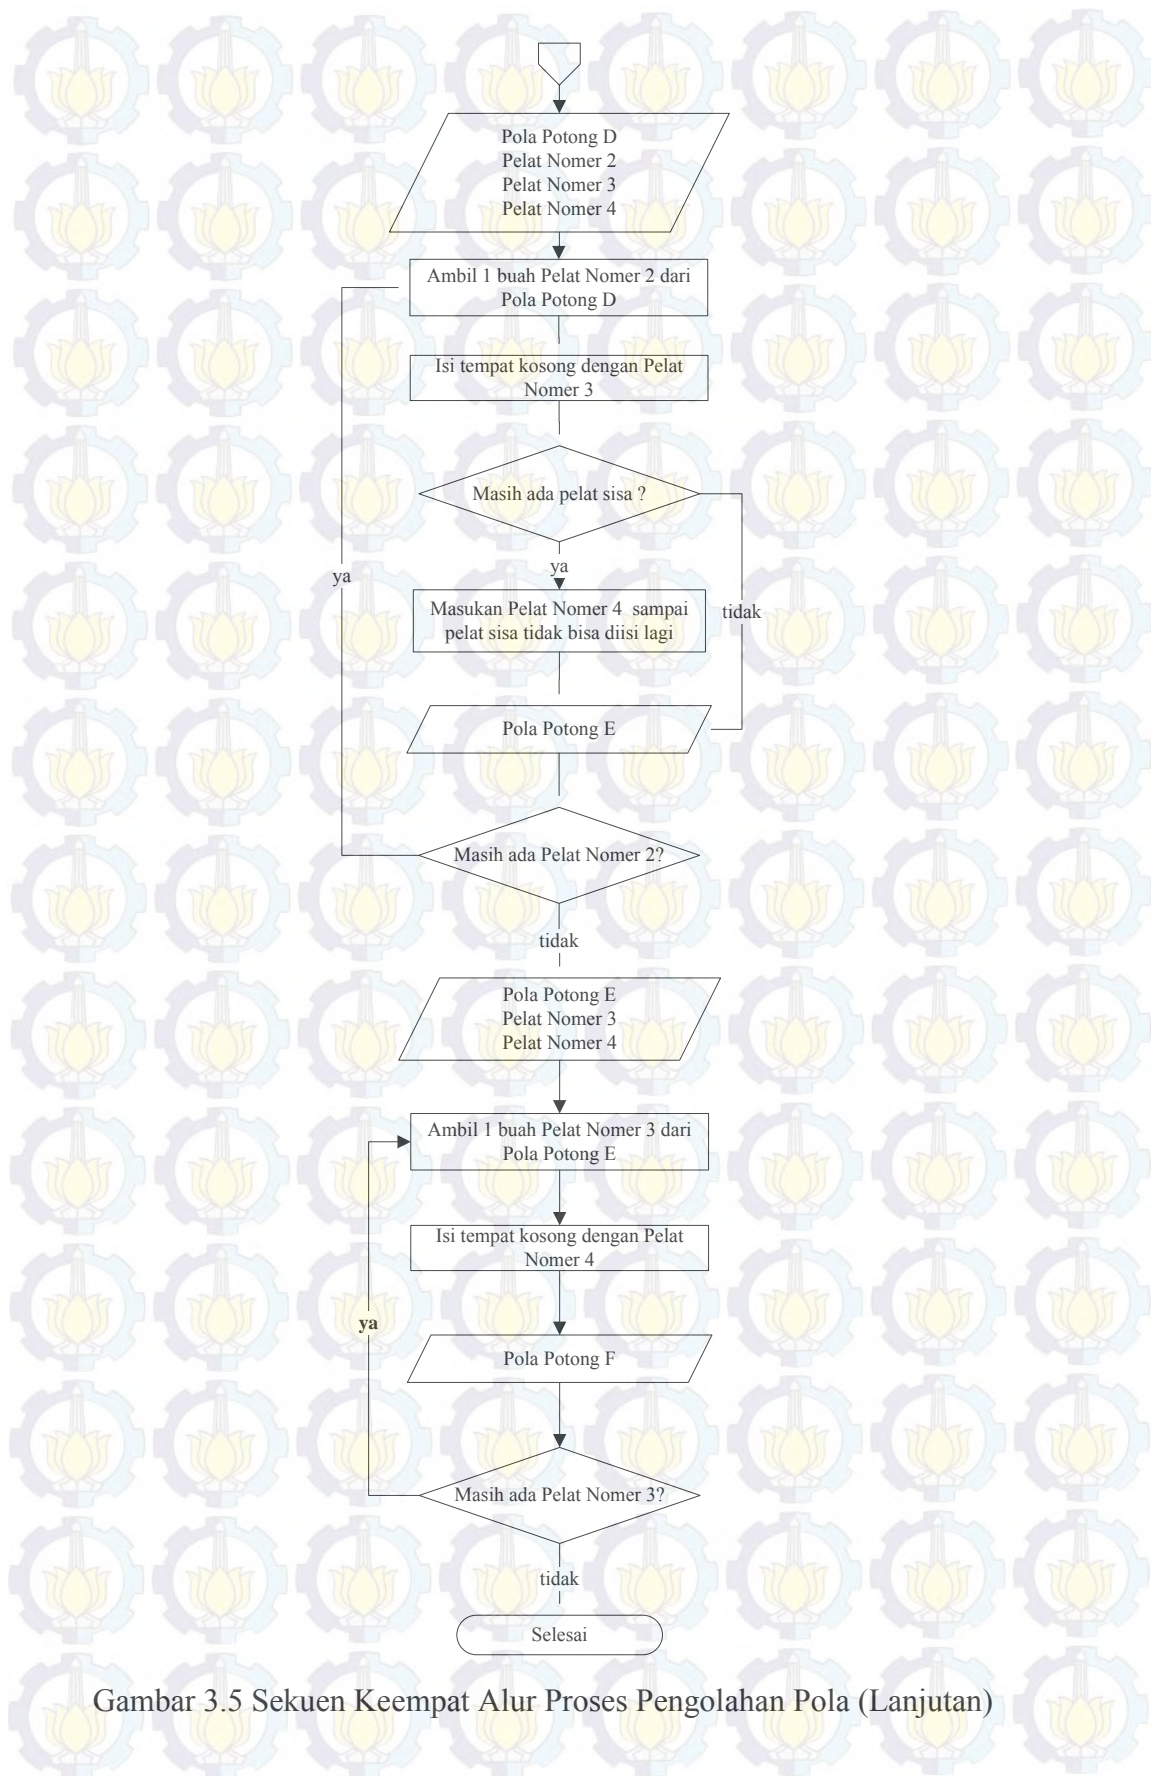 Pola Potong D
Pelat Nomer 2
Pelat Nomer 3
Pelat Nomer 4
Ambil 1 buah Pelat Nomer 2 dari
Pola Potong D
Isi tempat kosong dengan Pelat
Nomer 3
Masih ada pelat sisa ?
ya
ya
Masukan Pelat Nomer 4 sampai
pelat sisa tidak bisa diisi lagi
tidak
Pola Potong E
Masih ada Pelat Nomer 2?
tidak
Pola Potong E
Pelat Nomer 3
Pelat Nomer 4
Ambil 1 buah Pelat Nomer 3 dari
Pola Potong E
Isi tempat kosong dengan Pelat
Nomer 4
ya
Pola Potong F
Masih ada Pelat Nomer 3?
tidak
Selesai
Gambar 3.5 Sekuen Keempat Alur Proses Pengolahan Pola (Lanjutan)